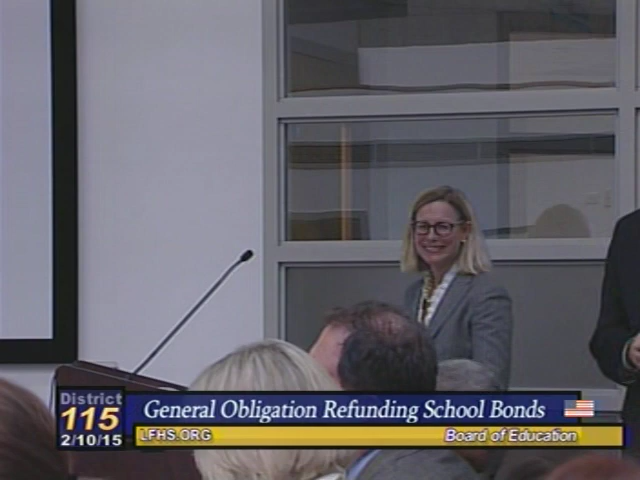 District
115
2/10/15
General Obligation Refunding School Bonds
LFHS.ORG
Board of Education